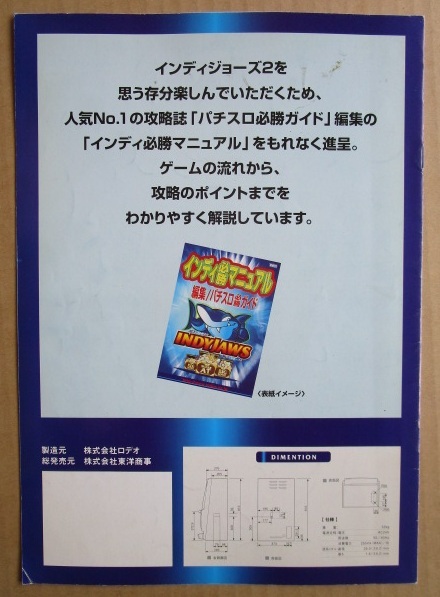 インディジョーズ2を
思う存分楽しんでいただくため、
人気No.1の攻略誌「パチスロ必勝ガイド」編集の
「インディ必勝マニュアル」をもれなく進呈。
ゲームの流れから、
攻略のポイントまでを
わかりやすく解説しています。
インディ必勝マニュアル
編集/パチスロ必勝ガイド
INDYJAWS
〈表紙イメージ〉
製造元　株式会社ロデオ
総発売元　株式会社東洋商事
DIMENTION
【仕様】